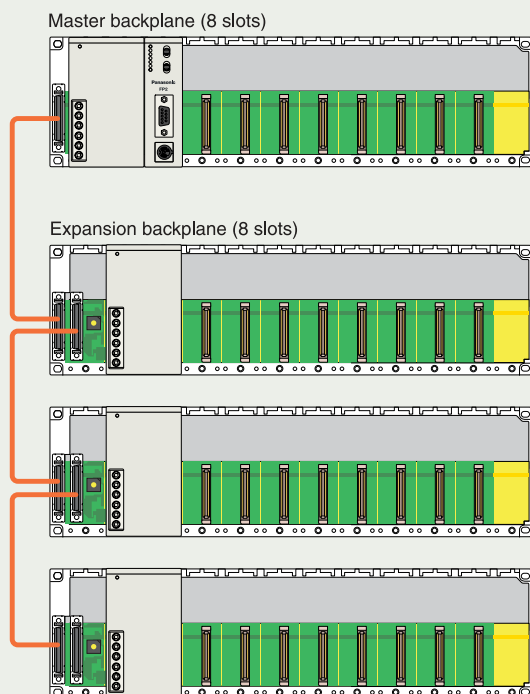 Master backplane (8 slots)
Panasonic
FP2
Expansion backplane (8 slots)